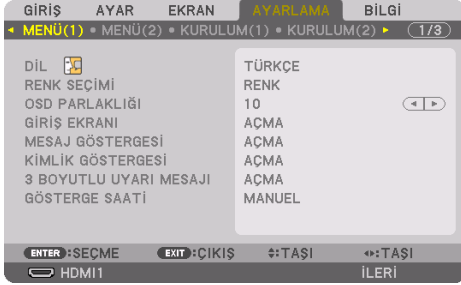 GİRİŞ AYAR EKRAN AYARLAMA BİLGİ
MENÜ(1) • MENÜ(2) • KURULUM(1) • KURULUM(2) 1/3
DİL TÜRKÇE
RENK SEÇİMİ RENK
OSD PARLAKLIĞI 10
GİRİŞ EKRANI AÇMA
MESAJ GÖSTERGESİ AÇMA
KİMLİK GÖSTERGESİ AÇMA
3 BOYUTLU UYARI MESAJI AÇMA
GÖSTERGE SAATİ MANUEL
ENTER :SEÇME EXIT :ÇIKIŞ :TAŞI :TAŞI
HDMI1 İLERİ